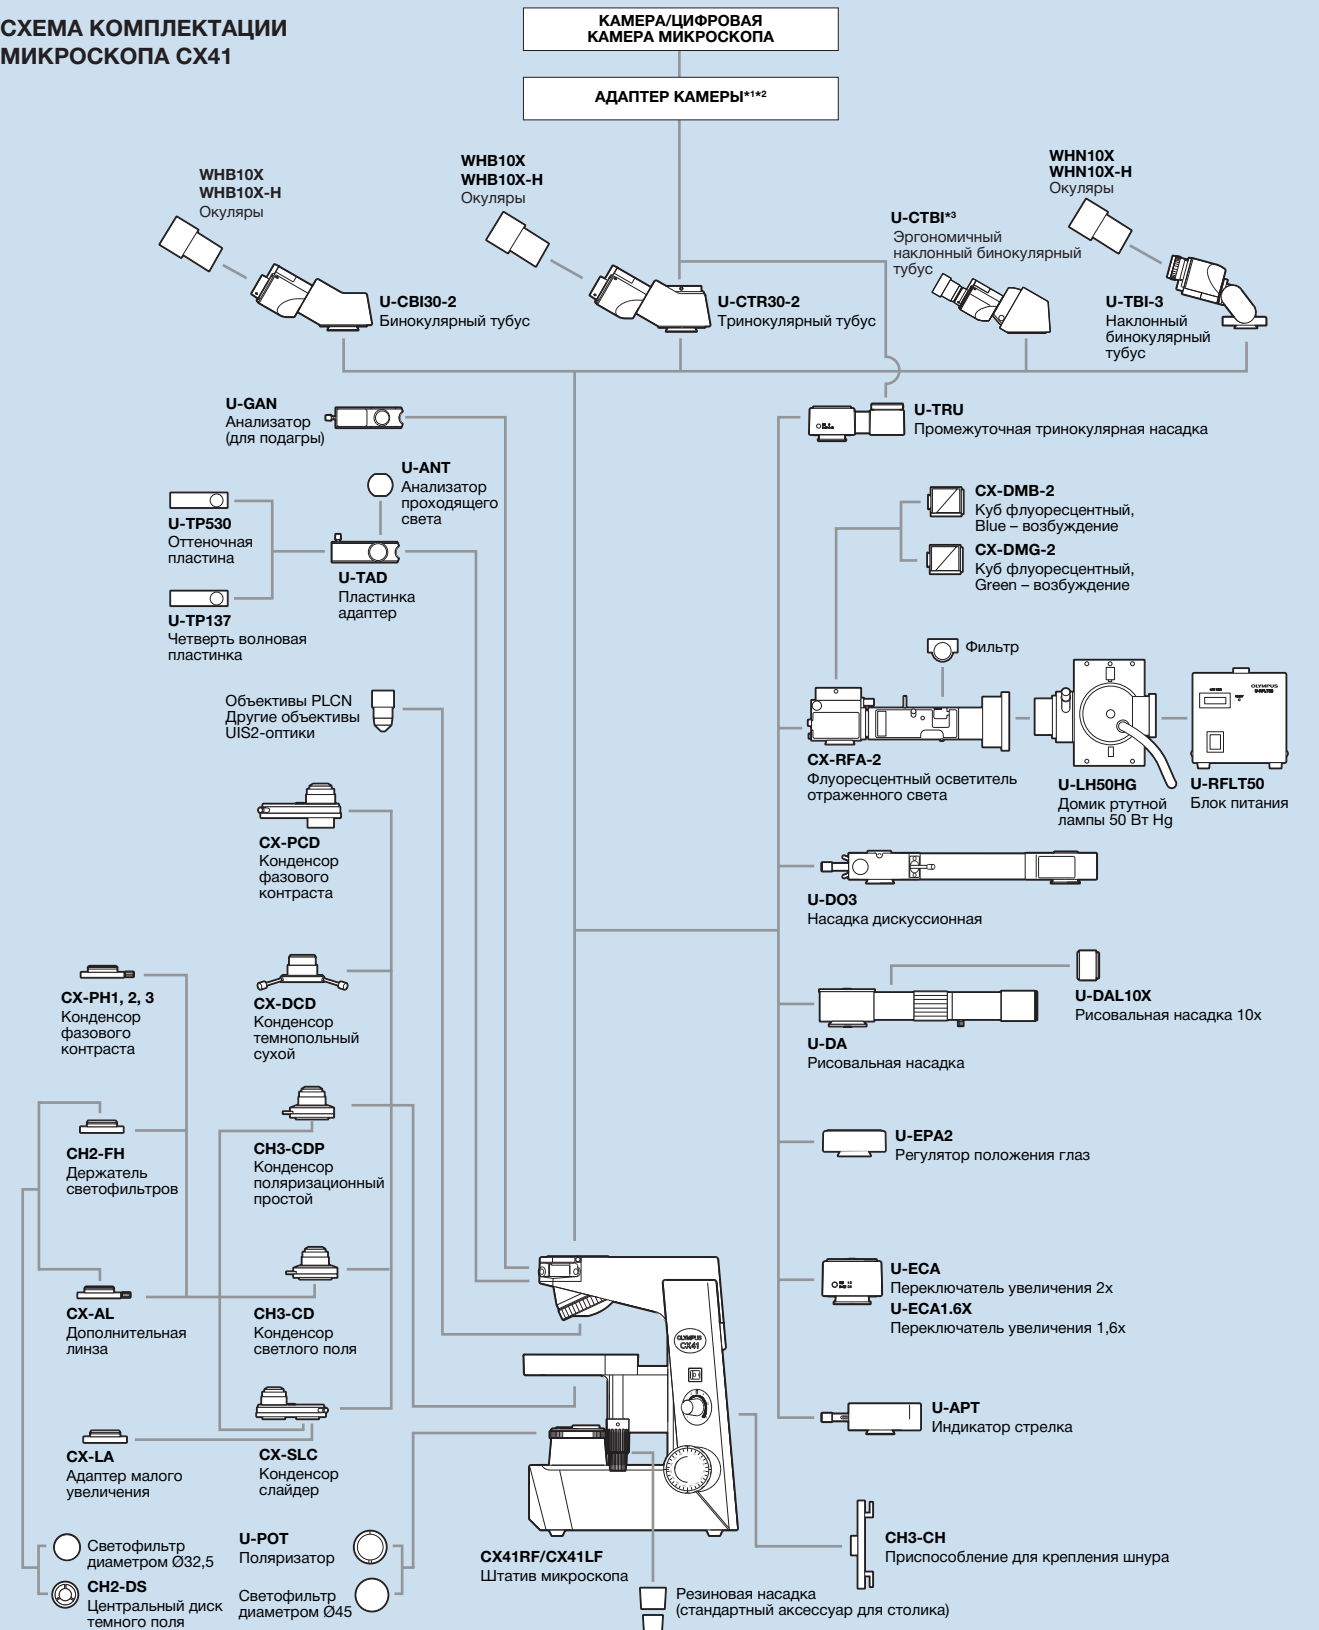 СХЕМА КОМПЛЕКТАЦИИ
МИКРОСКОПА CX41
КАМЕРА/ЦИФРОВАЯ
КАМЕРА МИКРОСКОПА
АДАПТЕР КАМЕРЫ*1*2
WHB10X
WHB10X-H
Окуляры
WHB10X
WHB10X-H
Окуляры
WHN10X
WHN10X-H
Окуляры
U-CTBI*3
Эргономичный
наклонный бинокулярный
тубус
U-CBI30-2
Бинокулярный тубус
U-CTR30-2
Тринокулярный тубус
U-TBI-3
Наклонный
бинокулярный
тубус
U-GAN
Анализатор
(для подагры)
U-TRU
Промежуточная тринокулярная насадка
U-ANT
Анализатор
проходящего
света
U-TP530
Оттеночная
пластина
U-TAD
Пластинка
адаптер
U-TP137
Четверть волновая
пластинка
CX-DMB-2
Куб флуоресцентный,
Blue – возбуждение
CX-DMG-2
Куб флуоресцентный,
Green – возбуждение
Фильтр
Объективы PLCN
Другие объективы
UIS2-оптики
OLYMPUS
CX-RFA-2
Флуоресцентный осветитель
отраженного света
U-LH50HG
Домик ртутной
лампы 50 Вт Hg
U-RFLT50
Блок питания
CX-PCD
Конденсор
фазового
контраста
U-DO3
Насадка дискуссионная
CX-PH1, 2, 3
Конденсор
фазового
контраста
CX-DCD
Конденсор
темнопольный
сухой
U-DAL10X
Рисовальная насадка 10x
U-DA
Рисовальная насадка
CH2-FH
Держатель
светофильтров
CH3-CDP
Конденсор
поляризационный
простой
U-EPA2
Регулятор положения глаз
CX-AL
Дополнительная
линза
CH3-CD
Конденсор
светлого поля
U-ECA
Переключатель увеличения 2x
U-ECA1.6X
Переключатель увеличения 1,6x
OLYMPUS
CX41
U-APT
Индикатор стрелка
CX-LA
Адаптер малого
увеличения
CX-SLC
Конденсор
слайдер
Светофильтр
диаметром Ø32,5
CH2-DS
Центральный диск
темного поля
U-POT
Поляризатор
Светофильтр
диаметром Ø45
CX41RF/CX41LF
Штатив микроскопа
CH3-CH
Приспособление для крепления шнура
Резиновая насадка
(стандартный аксессуар для столика)